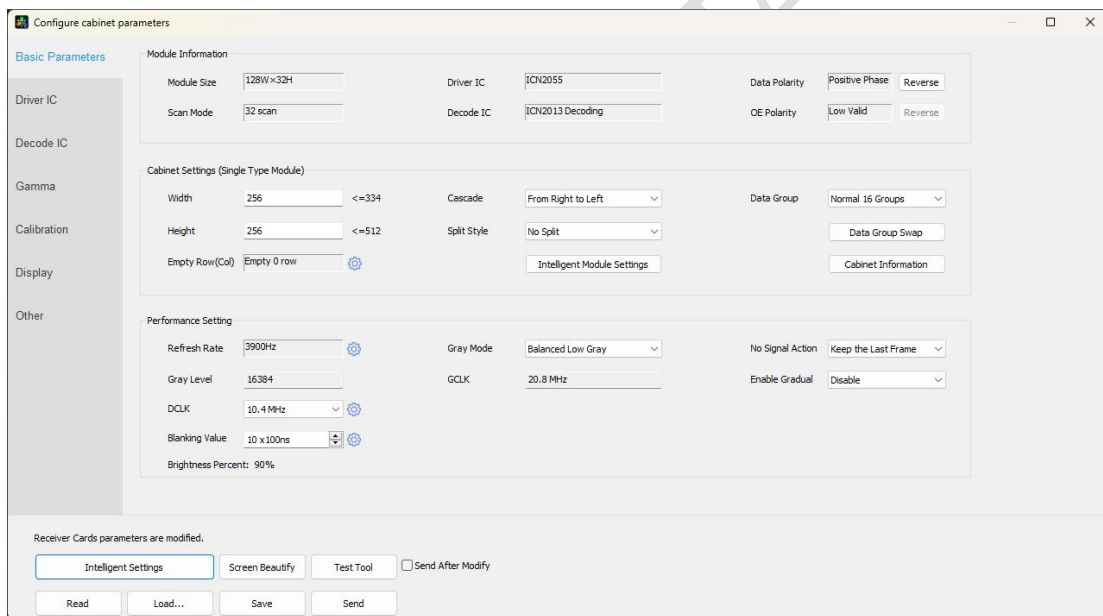 Configure cabinet parameters
Basic Parameters
Driver IC
Decode IC
Gamma
Calibration
Display
Other
Module Information
Module Size 128W×32H Driver IC ICN2055 Data Polarity Positive Phase Reverse
Scan Mode 32 scan Decode IC ICN2013 Decoding OE Polarity Low Valid Reverse
Cabinet Settings (Single Type Module)
Width 256 <=334 Cascade From Right to Left Data Group Normal 16 Groups
Height 256 <=512 Split Style No Split Data Group Swap
Empty Row(Col) Empty 0 row Intelligent Module Settings Cabinet Information
Performance Setting
Refresh Rate 3900Hz Gray Mode Balanced Low Gray No Signal Action Keep the Last Frame
Gray Level 16384 GCLK 20.8 MHz Enable Gradual Disable
DCLK 10.4 MHz
Blanking Value 10 x100ns
Brightness Percent: 90%
Receiver Cards parameters are modified.
Intelligent Settings Screen Beautify Test Tool Send After Modify
Read Load... Save Send